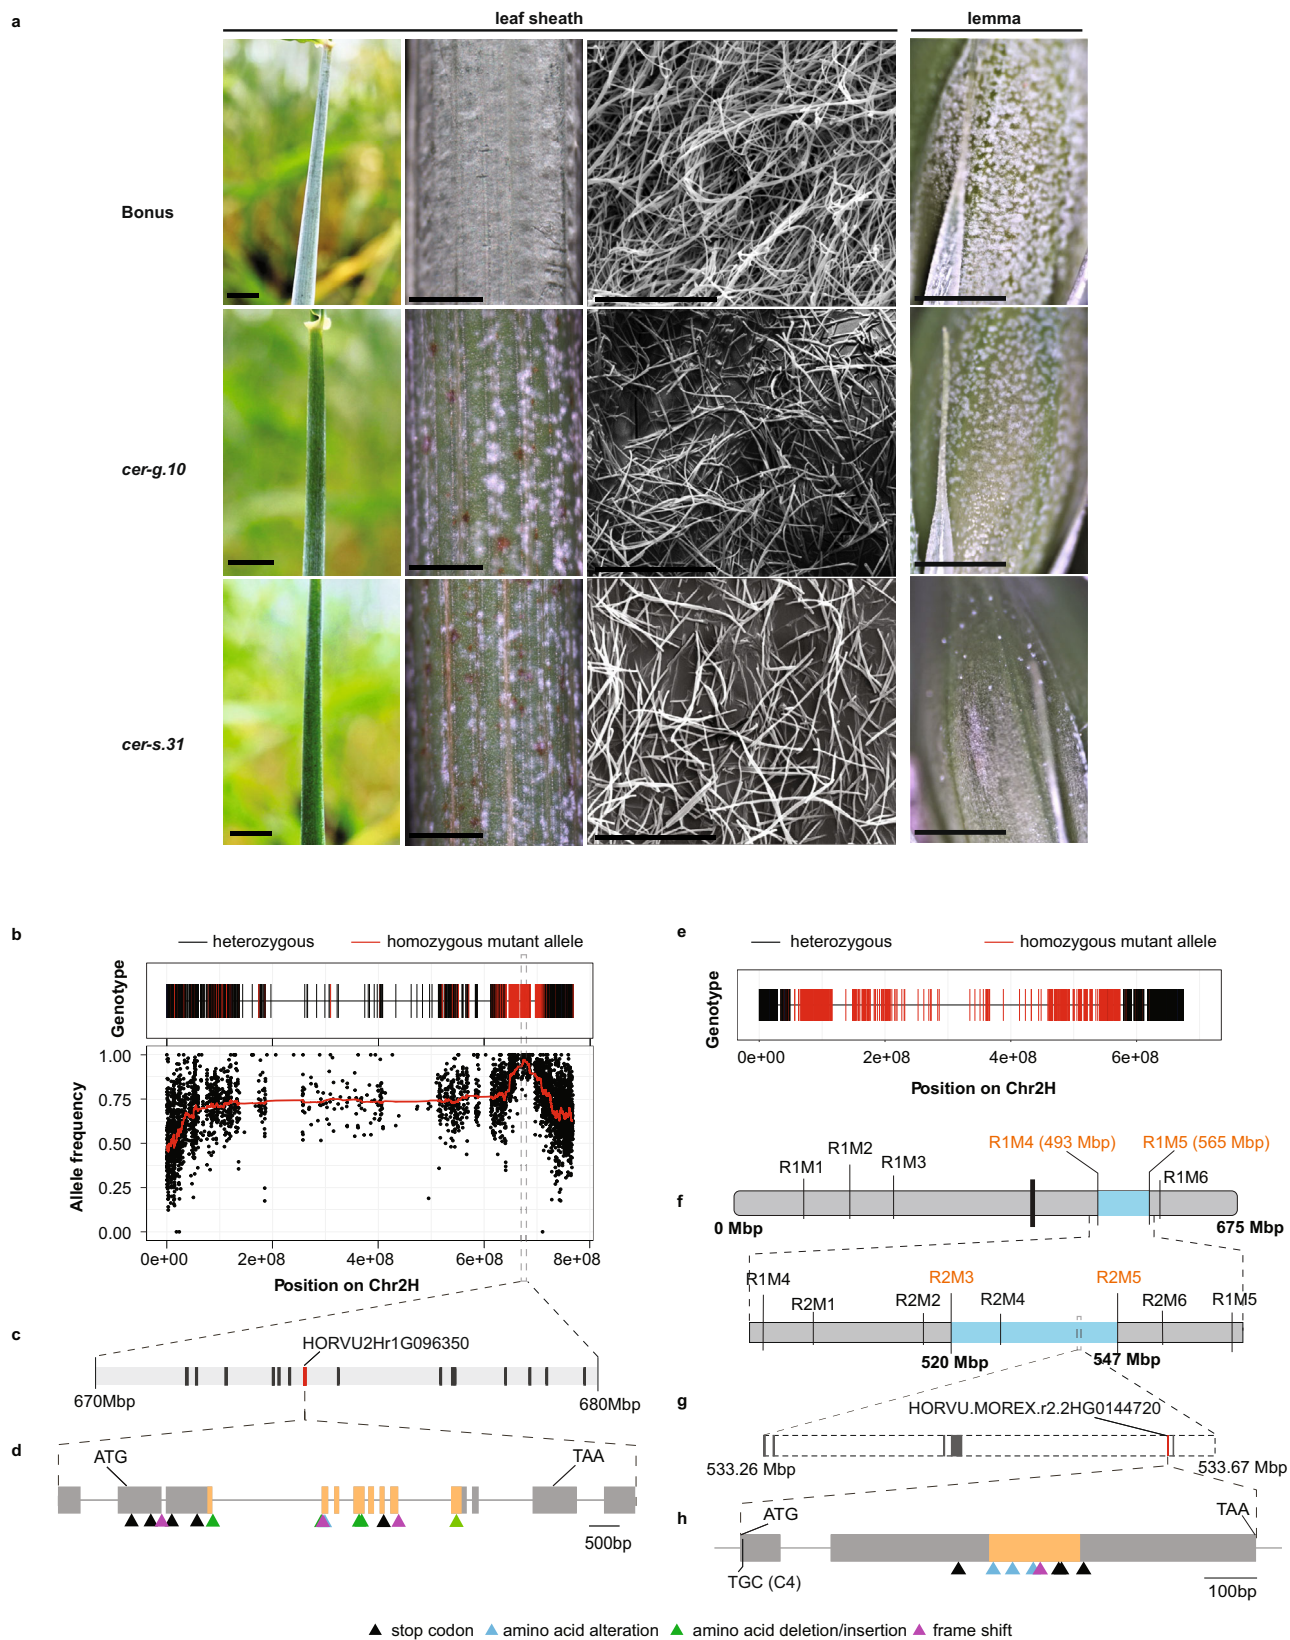 a
leaf sheath
lemma
Bonus
cer-g.10
cer-s.31
b
heterozygous
homozygous mutant allele
Genotype
1.00
0.75
0.50
0.25
0.00
Allele frequency
0e+00
2e+08
4e+08
6e+08
8e+08
Position on Chr2H
c
HORVU2Hr1G096350
670Mbp
680Mbp
d
ATG
TAA
500bp
e
heterozygous
homozygous mutant allele
Genotype
0e+00
2e+08
4e+08
6e+08
Position on Chr2H
f
R1M1
R1M2
R1M3
R1M4 (493 Mbp)
R1M5 (565 Mbp)
R1M6
0 Mbp
675 Mbp
R1M4
R2M1
R2M2
R2M3
R2M4
R2M5
R2M6
R1M5
520 Mbp
547 Mbp
g
HORVU.MOREX.r2.2HG0144720
533.26 Mbp
533.67 Mbp
h
ATG
TAA
TGC (C4)
100bp
stop codon
amino acid alteration
amino acid deletion/insertion
frame shift